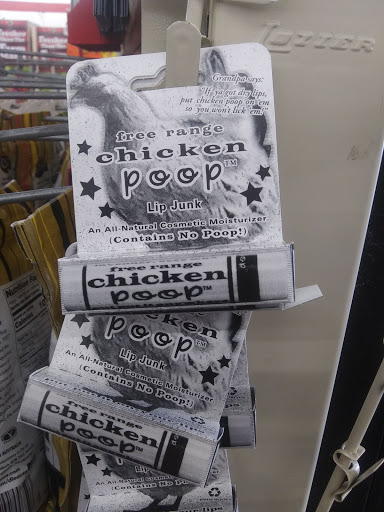 LOZIER
Grandpa says:
"If ya got dry lips,
put chicken poop on 'em
so you won't lick 'em!"
free range
chicken
poop™
Lip Junk
An All-Natural Cosmetic Moisturizer
(Contains No Poop!)
free range
chicken
poop™
chicken
poop™
Lip Junk
An All-Natural Cosmetic Moisturizer
(Contains No Poop!)
free range
chicken
poop™